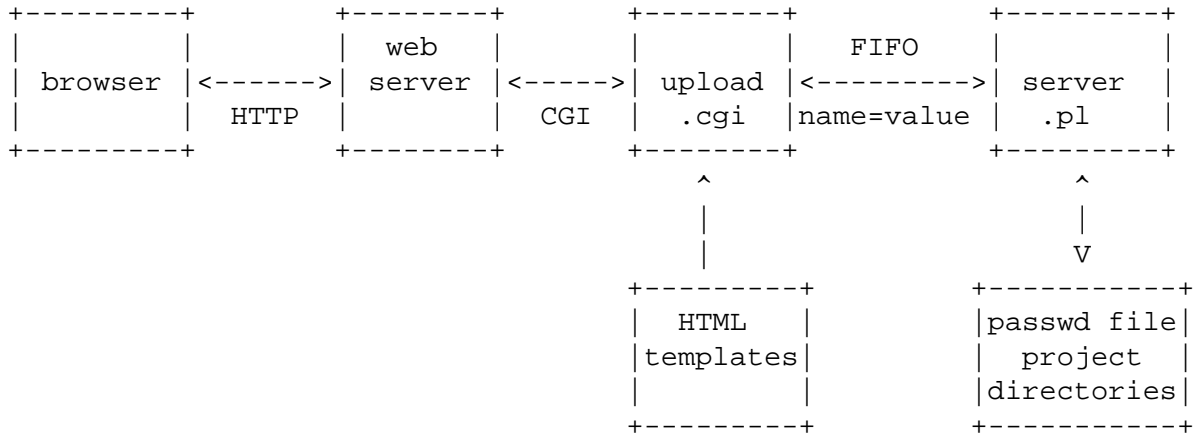 +---------+        +--------+       +--------+          +---------+
|         |        |  web   |       |        |   FIFO   |         |
| browser |<------>| server |<----->| upload |<-------->| server  |
|         |  HTTP  |        |  CGI  |  .cgi  |name=value|  .pl    |
+---------+        +--------+       +--------+          +---------+
^                    ^
|                    |
|                    V
+---------+        +-----------+
|  HTML   |        |passwd file|
|templates|        |  project  |
|         |        |directories|
+---------+        +-----------+